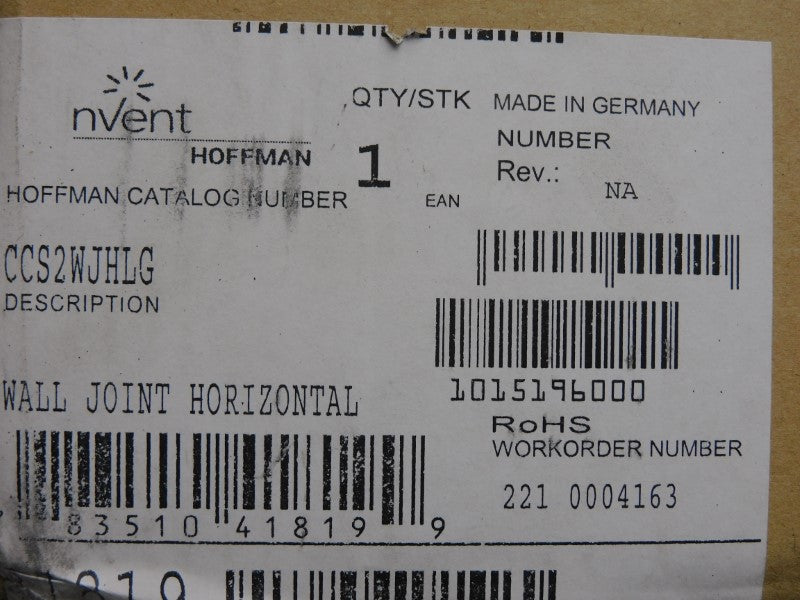 nVent
HOFFMAN
QTY/STK
1
MADE IN GERMANY
NUMBER
Rev.: NA
HOFFMAN CATALOG NUMBER
EAN
CCS2WJHLG
DESCRIPTION
1015196000
WALL JOINT HORIZONTAL
RoHS
WORKORDER NUMBER
83510 41819 9
221 0004163